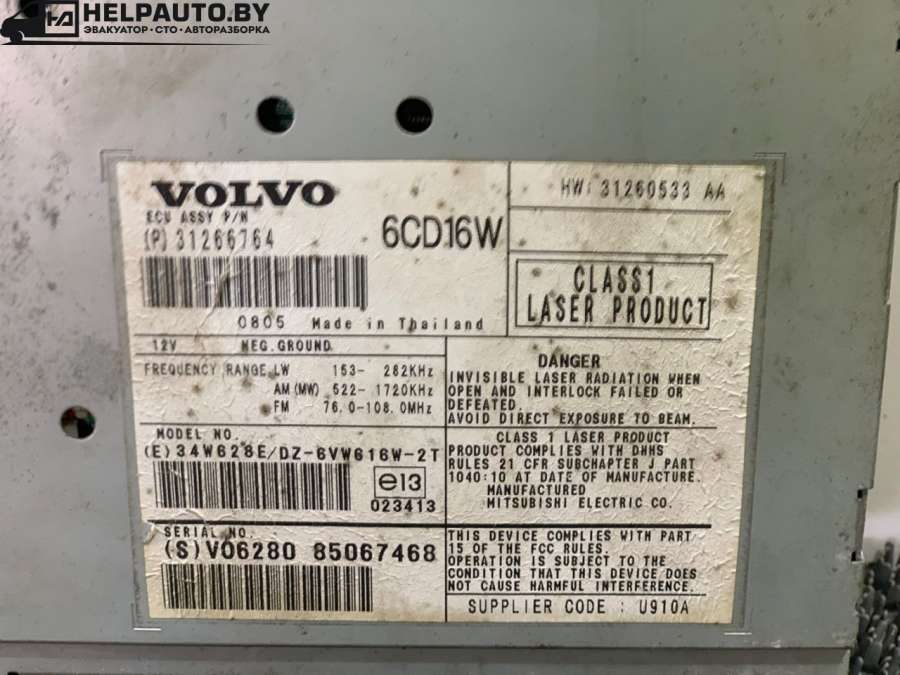 HELPAUTO.BY
ЭВАКУАТОР·СТО·АВТОРАЗБОРКА
VOLVO
ECU ASSY P/N
(P) 31266764
6CD16W
0805 Made in Thailand
HW: 31260533 AA
CLASS1
LASER PRODUCT
12V NEG.GROUND
FREQUENCY RANGE LW 153- 282KHz
AM (MW) 522- 1720KHz
FM 76.0-108.0MHz
MODEL NO.
(E) 34W628E/DZ-6VW616W-2T
e13
023413
SERIAL NO.
(S) V06280 85067468
DANGER
INVISIBLE LASER RADIATION WHEN
OPEN AND INTERLOCK FAILED OR
DEFEATED.
AVOID DIRECT EXPOSURE TO BEAM.
CLASS 1 LASER PRODUCT
PRODUCT COMPLIES WITH DHHS
RULES 21 CFR SUBCHAPTER J PART
1040:10 AT DATE OF MANUFACTURE.
MANUFACTURED
MITSUBISHI ELECTRIC CO.
THIS DEVICE COMPLIES WITH PART
15 OF THE FCC RULES.
OPERATION IS SUBJECT TO THE
CONDITION THAT THIS DEVICE DOES
NOT CAUSE HARMFUL INTERFERENCE.
SUPPLIER CODE : U910A